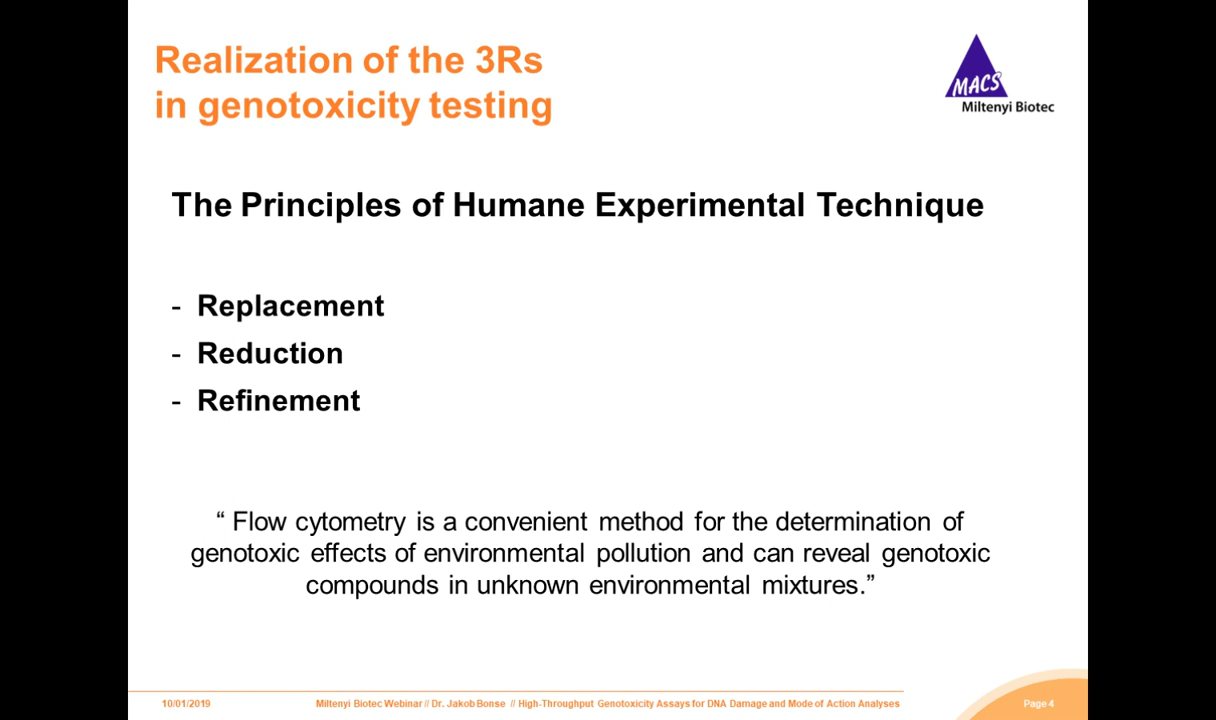 Realization of the 3Rs
in genotoxicity testing
MACS
Miltenyi Biotec
The Principles of Humane Experimental Technique
- Replacement
- Reduction
- Refinement
“ Flow cytometry is a convenient method for the determination of
genotoxic effects of environmental pollution and can reveal genotoxic
compounds in unknown environmental mixtures.”
10/01/2019
Miltenyi Biotec Webinar // Dr. Jakob Bonse // High-Throughput Genotoxicity Assays for DNA Damage and Mode of Action Analyses
Page 4